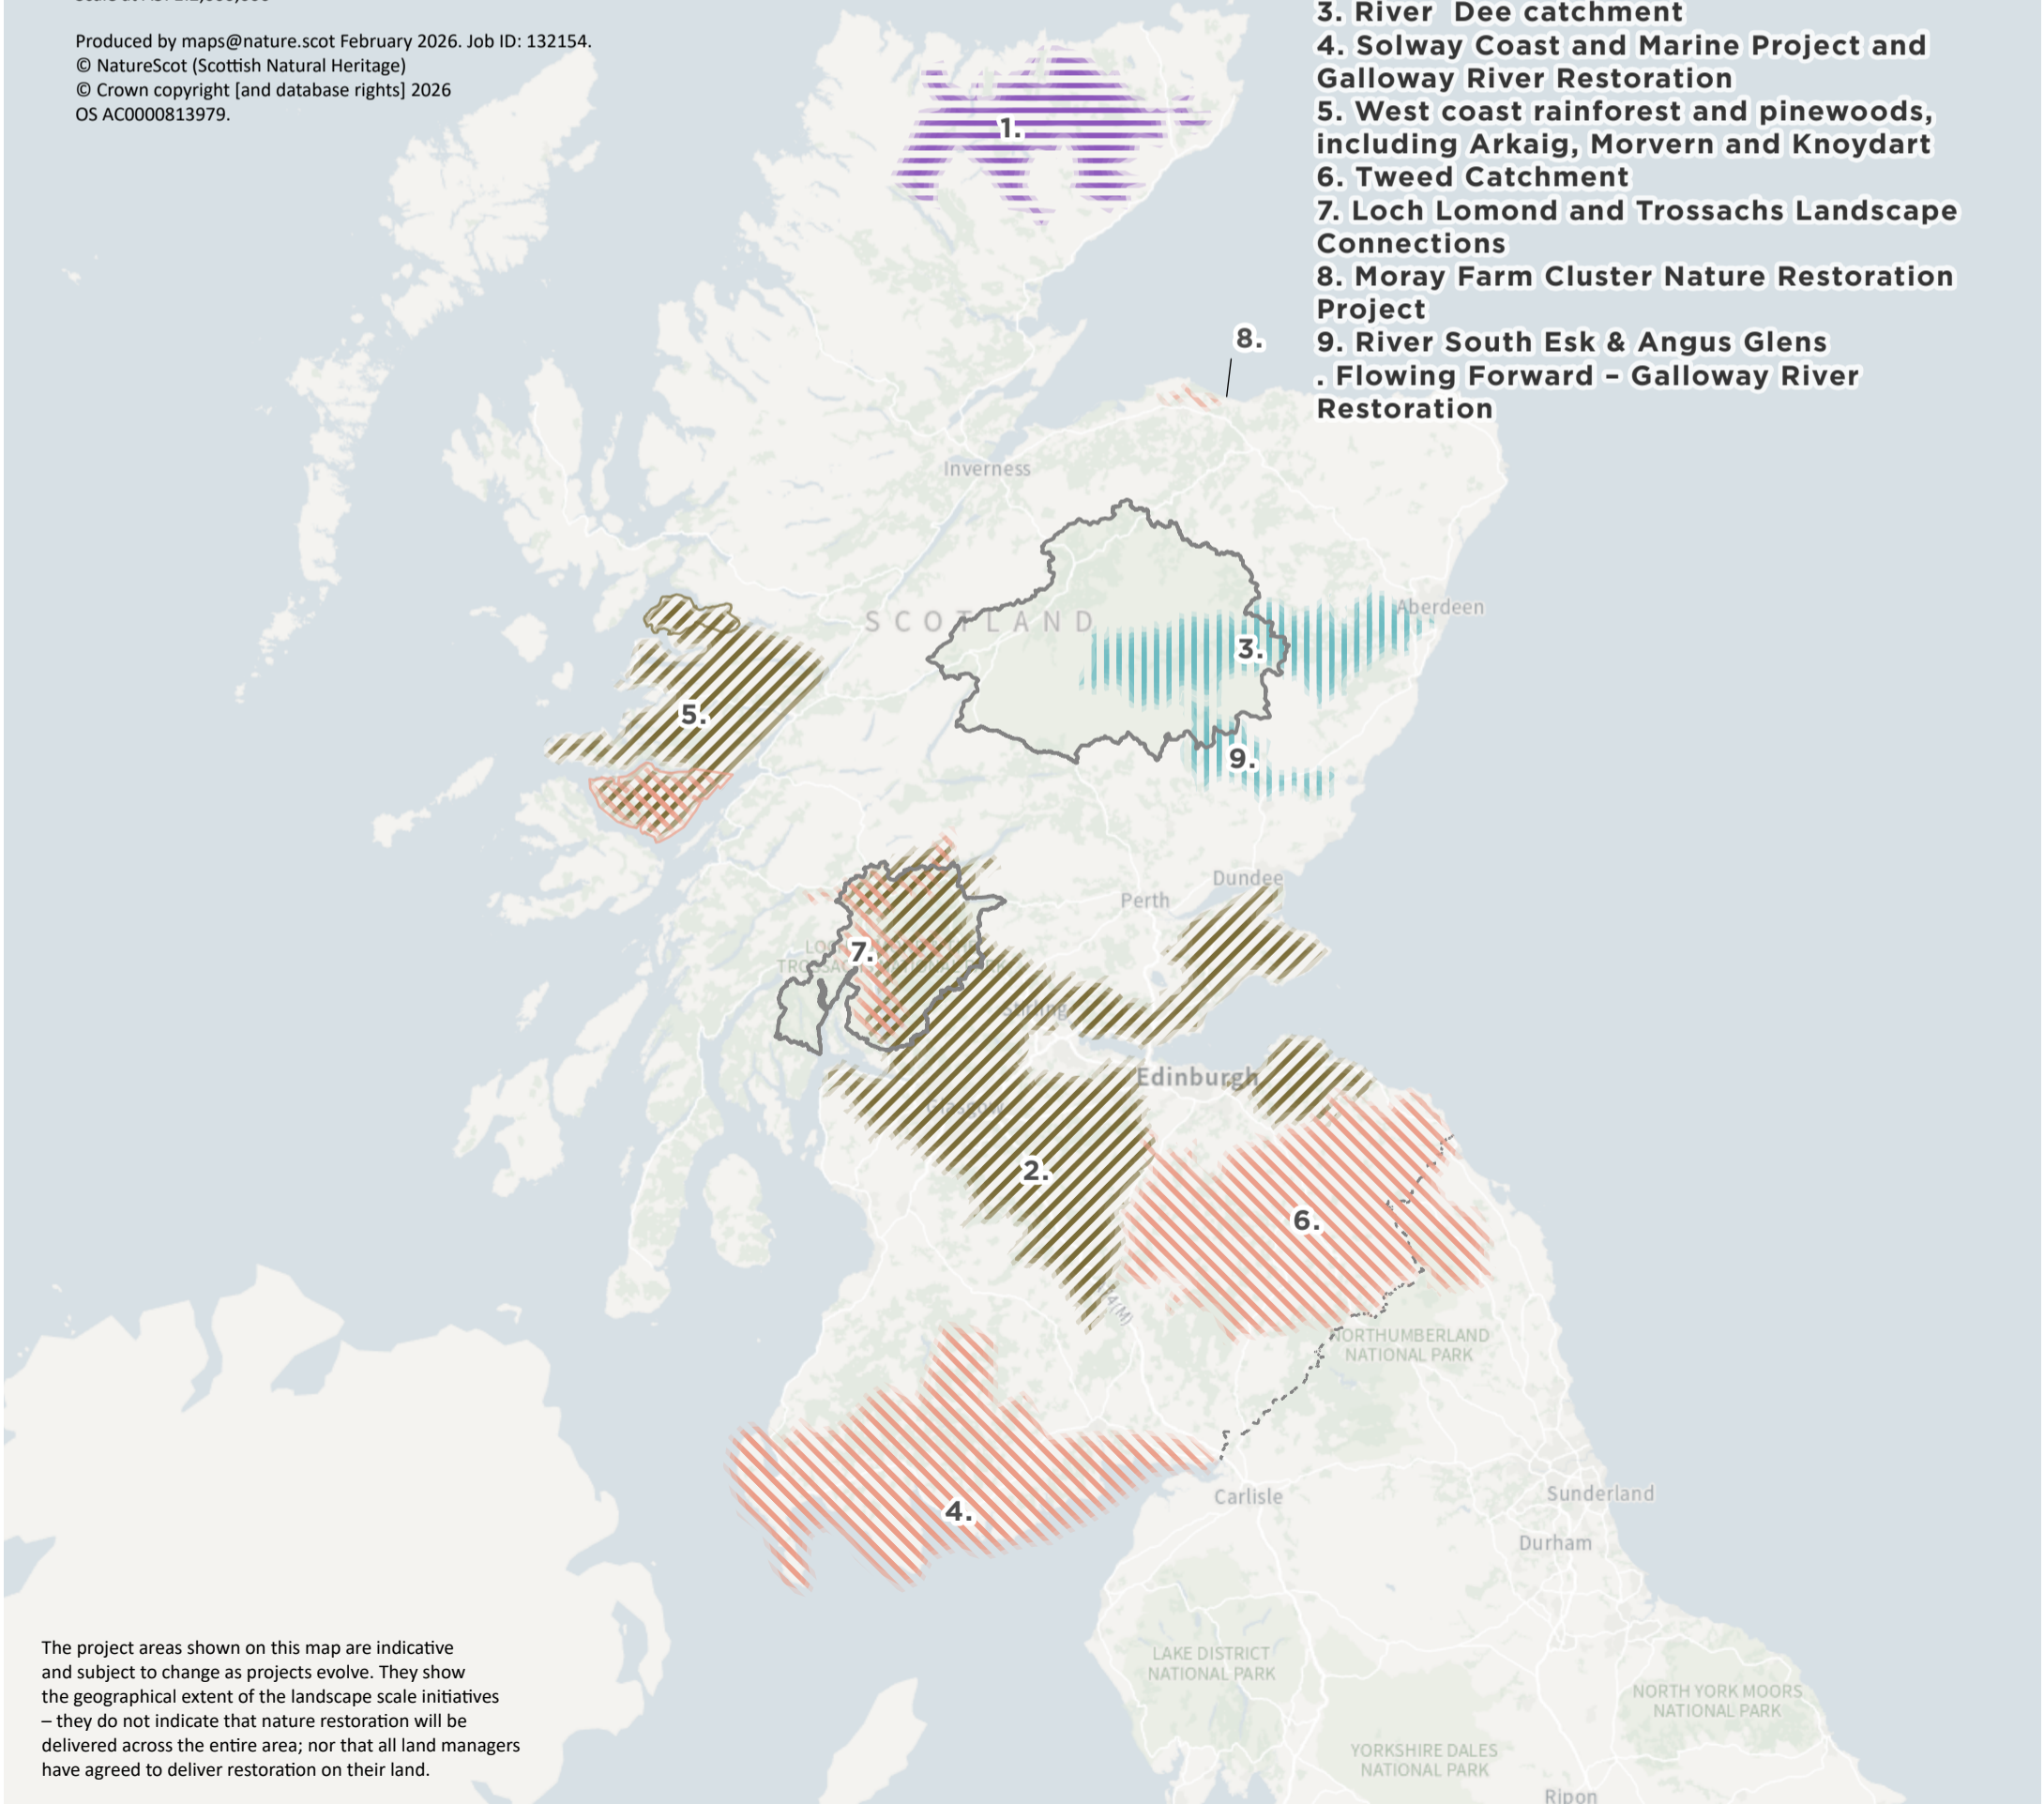 Produced by maps@nature.scot February 2026. Job ID: 132154.
© NatureScot (Scottish Natural Heritage)
© Crown copyright [and database rights] 2026
OS AC0000813979.
3. River Dee catchment
4. Solway Coast and Marine Project and
Galloway River Restoration
5. West coast rainforest and pinewoods,
including Arkaig, Morvern and Knoydart
6. Tweed Catchment
7. Loch Lomond and Trossachs Landscape
Connections
8. Moray Farm Cluster Nature Restoration
Project
9. River South Esk & Angus Glens
. Flowing Forward – Galloway River
Restoration
1.
8.
Inverness
SCOTLAND
Aberdeen
3.
5.
9.
Dundee
Perth
7.
Stirling
Edinburgh
Glasgow
2.
6.
NORTHUMBERLAND
NATIONAL PARK
4.
Carlisle
Sunderland
Durham
LAKE DISTRICT
NATIONAL PARK
NORTH YORK MOORS
NATIONAL PARK
YORKSHIRE DALES
NATIONAL PARK
Ripon
The project areas shown on this map are indicative
and subject to change as projects evolve. They show
the geographical extent of the landscape scale initiatives
– they do not indicate that nature restoration will be
delivered across the entire area; nor that all land managers
have agreed to deliver restoration on their land.